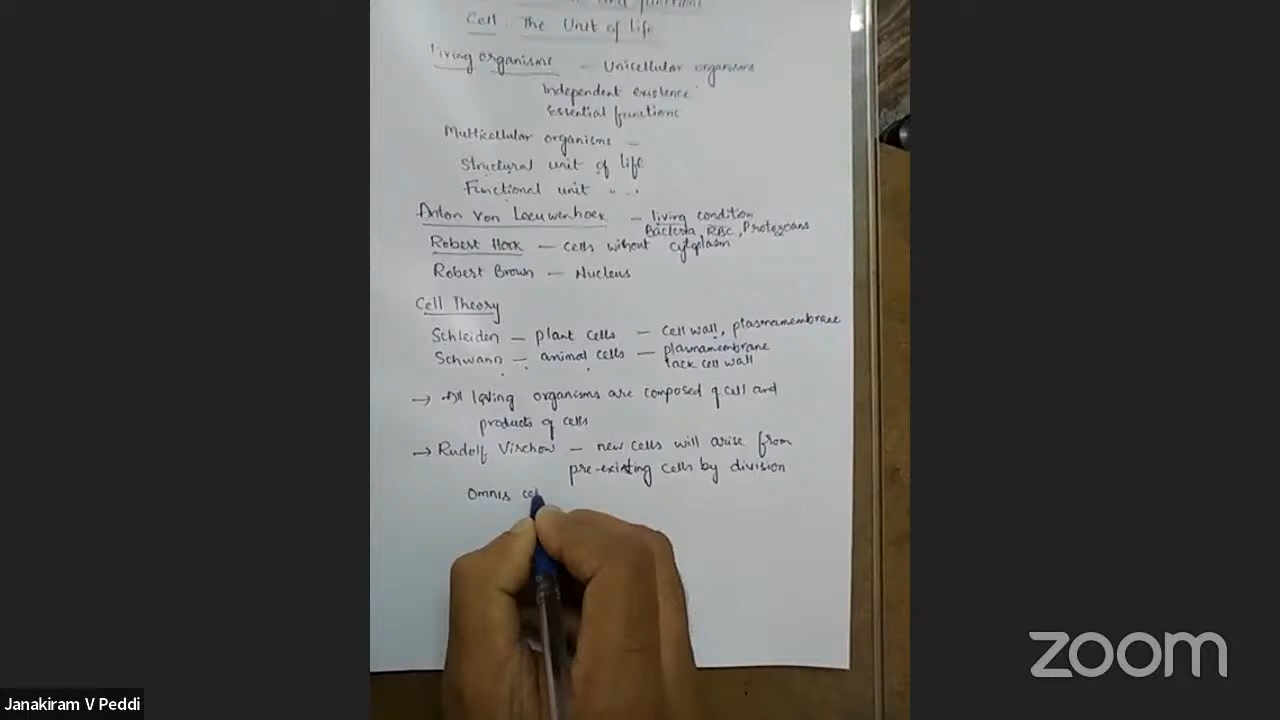 and function
Cell The Unit of life
Living organisms - Unicellular organisms
Independent existence
Essential functions
Multicellular organisms -
Structural unit of life
Functional unit " "
Anton Von Leeuwenhoek - living condition
Bacteria, RBC, Protozoans
Robert Hook - cells without cytoplasm
Robert Brown - Nucleus
Cell Theory
Schleiden - plant cells - cell wall, plasmamembrane
Schwann - animal cells - plasmamembrane
lack cell wall
→ All living organisms are composed of cell and
products of cells
→ Rudolf Virchow - new cells will arise from
pre-existing cells by division
Omnis cel
zoom
Janakiram V Peddi